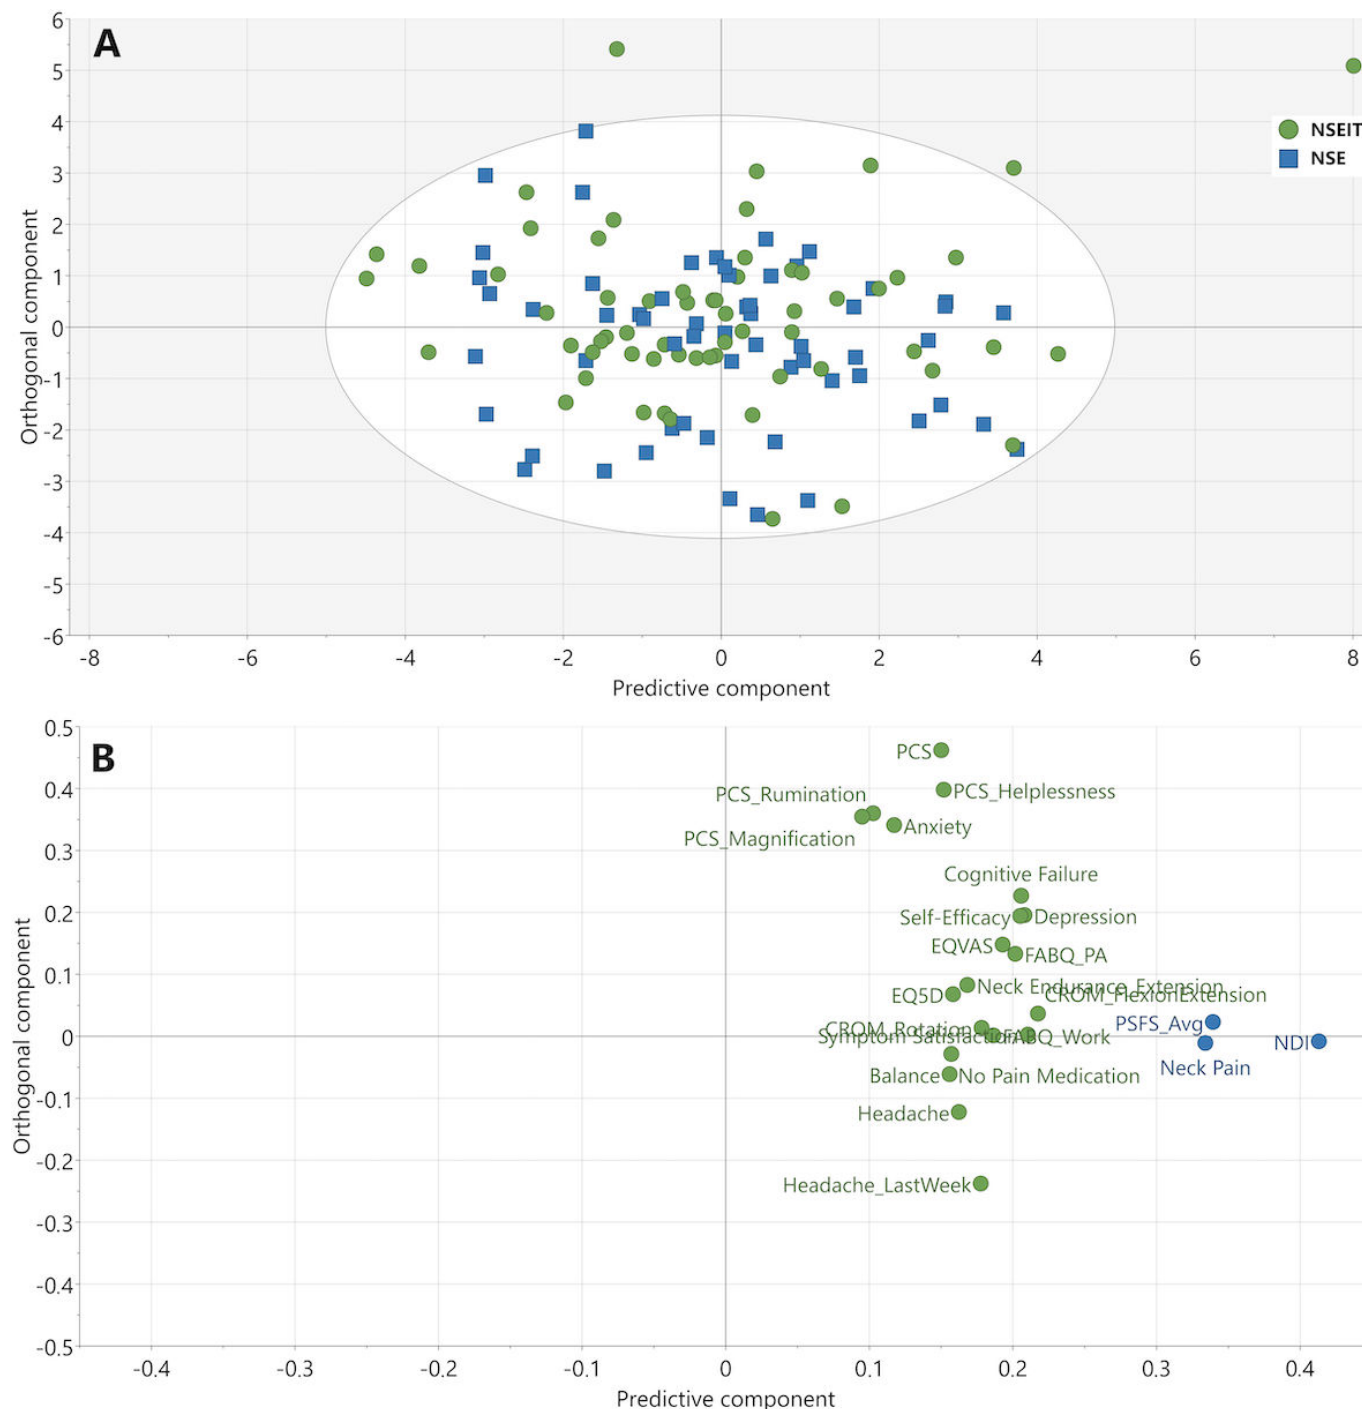 A
6
5
4
3
2
1
0
-1
-2
-3
-4
-5
-6
Orthogonal component
NSEIT
NSE
-8 -6 -4 -2 0 2 4 6 8
Predictive component
B
0.5
0.4
0.3
0.2
0.1
0
-0.1
-0.2
-0.3
-0.4
-0.5
Orthogonal component
PCS
PCS_Helplessness
PCS_Rumination
Anxiety
PCS_Magnification
Cognitive Failure
Self-Efficacy
Depression
EQVAS
FABQ_PA
Neck Endurance_Extension
EQ5D
CROM_FlexionExtension
PSFS_Avg
CROM_Rotation
Symptom Satisfaction
FABQ_Work
NDI
Neck Pain
Balance
No Pain Medication
Headache
Headache_LastWeek
-0.4 -0.3 -0.2 -0.1 0 0.1 0.2 0.3 0.4
Predictive component